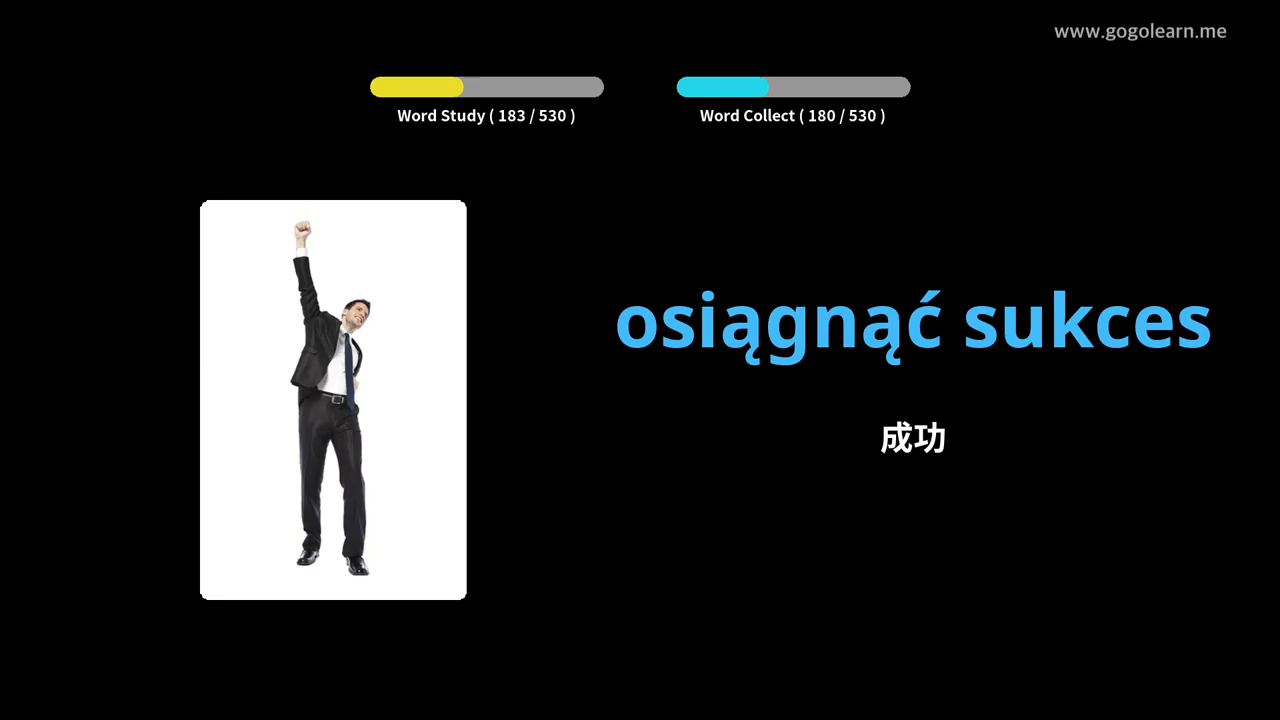 www.gogolearn.me
Word Study ( 183 / 530 )
Word Collect ( 180 / 530 )
osiągnąć sukces
成功